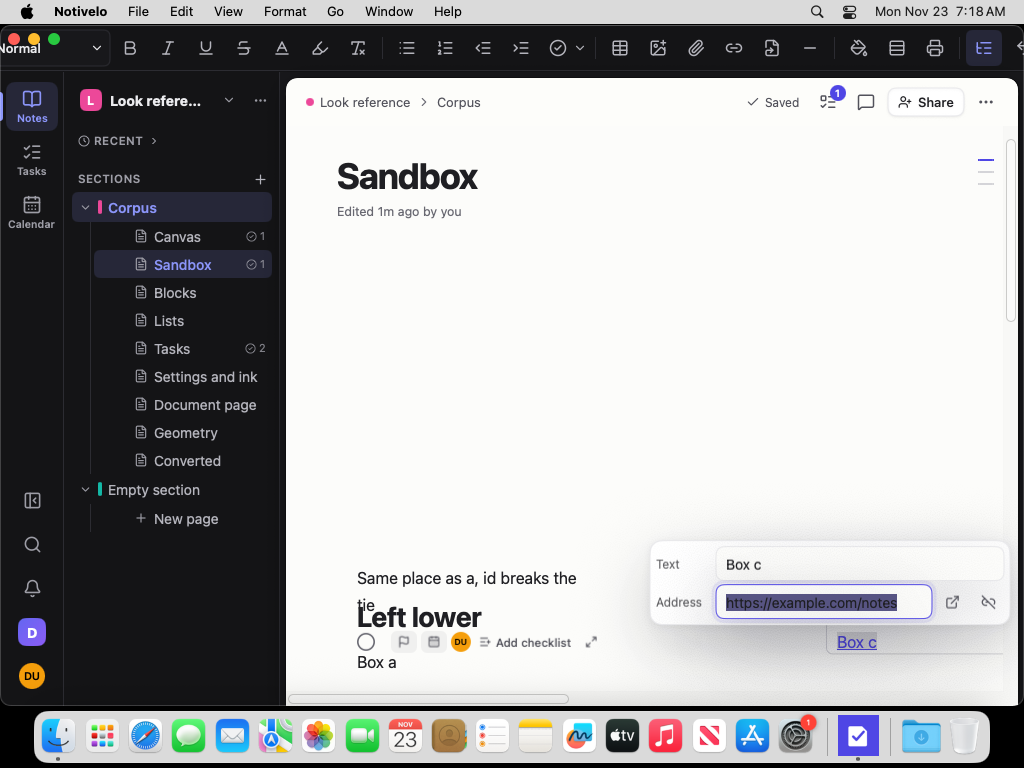 Notivelo File Edit View Format Go Window Help Mon Nov 23 7:18 AM
Normal
Notes
Tasks
Calendar
D
DU
L Look refere...
RECENT
SECTIONS
Corpus
Canvas 1
Sandbox 1
Blocks
Lists
Tasks 2
Settings and ink
Document page
Geometry
Converted
Empty section
New page
Look reference Corpus Saved 1 Share
Sandbox
Edited 1m ago by you
Same place as a, id breaks the
tie
Left lower
DU Add checklist
Box a
Text Box c
Address https://example.com/notes
Box c
NOV
23
tv
1